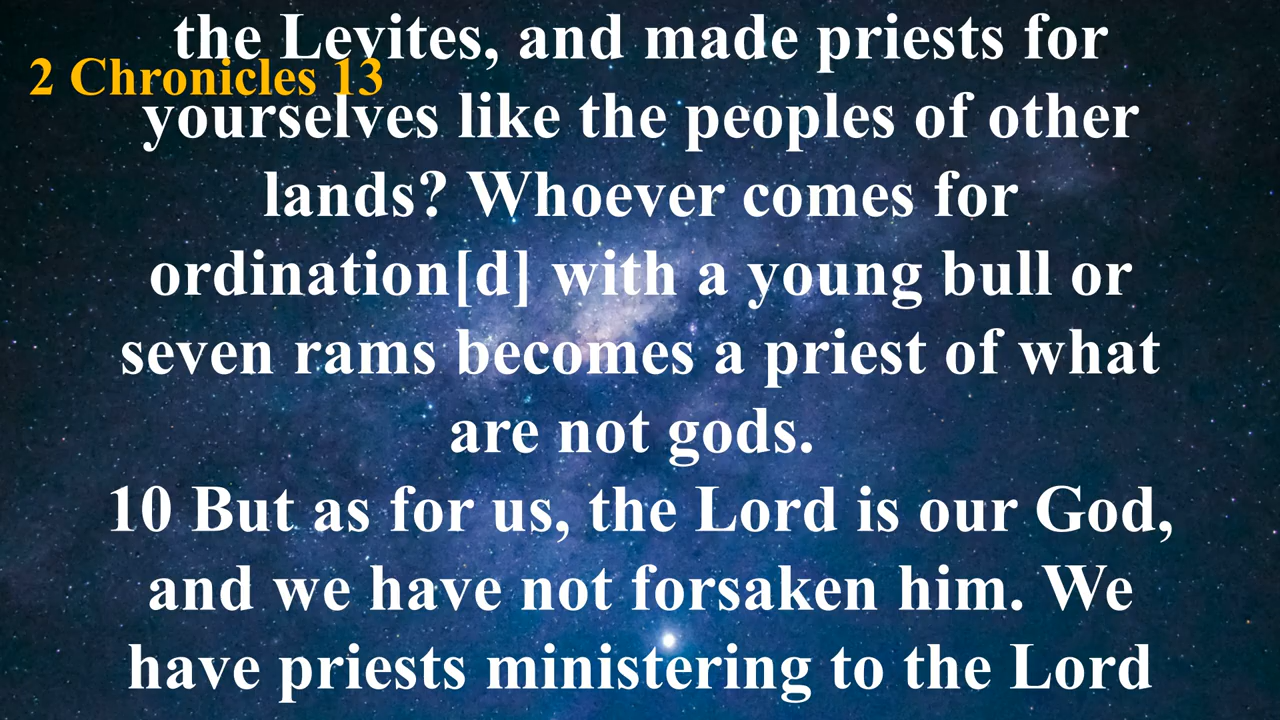 the Levites, and made priests for
2 Chronicles 13
yourselves like the peoples of other
lands? Whoever comes for
ordination[d] with a young bull or
seven rams becomes a priest of what
are not gods.
10 But as for us, the Lord is our God,
and we have not forsaken him. We
have priests ministering to the Lord